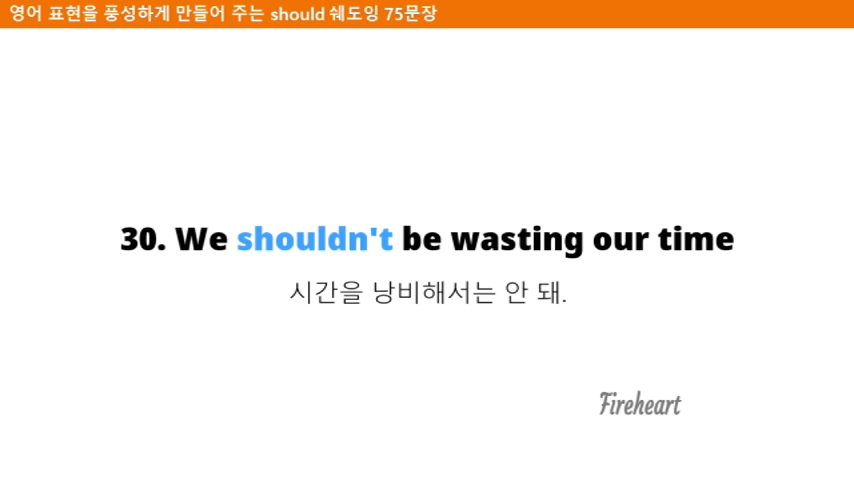 영어 표현을 풍성하게 만들어 주는 should 쉐도잉 75문장
30. We shouldn't be wasting our time
시간을 낭비해서는 안 돼.
Fireheart